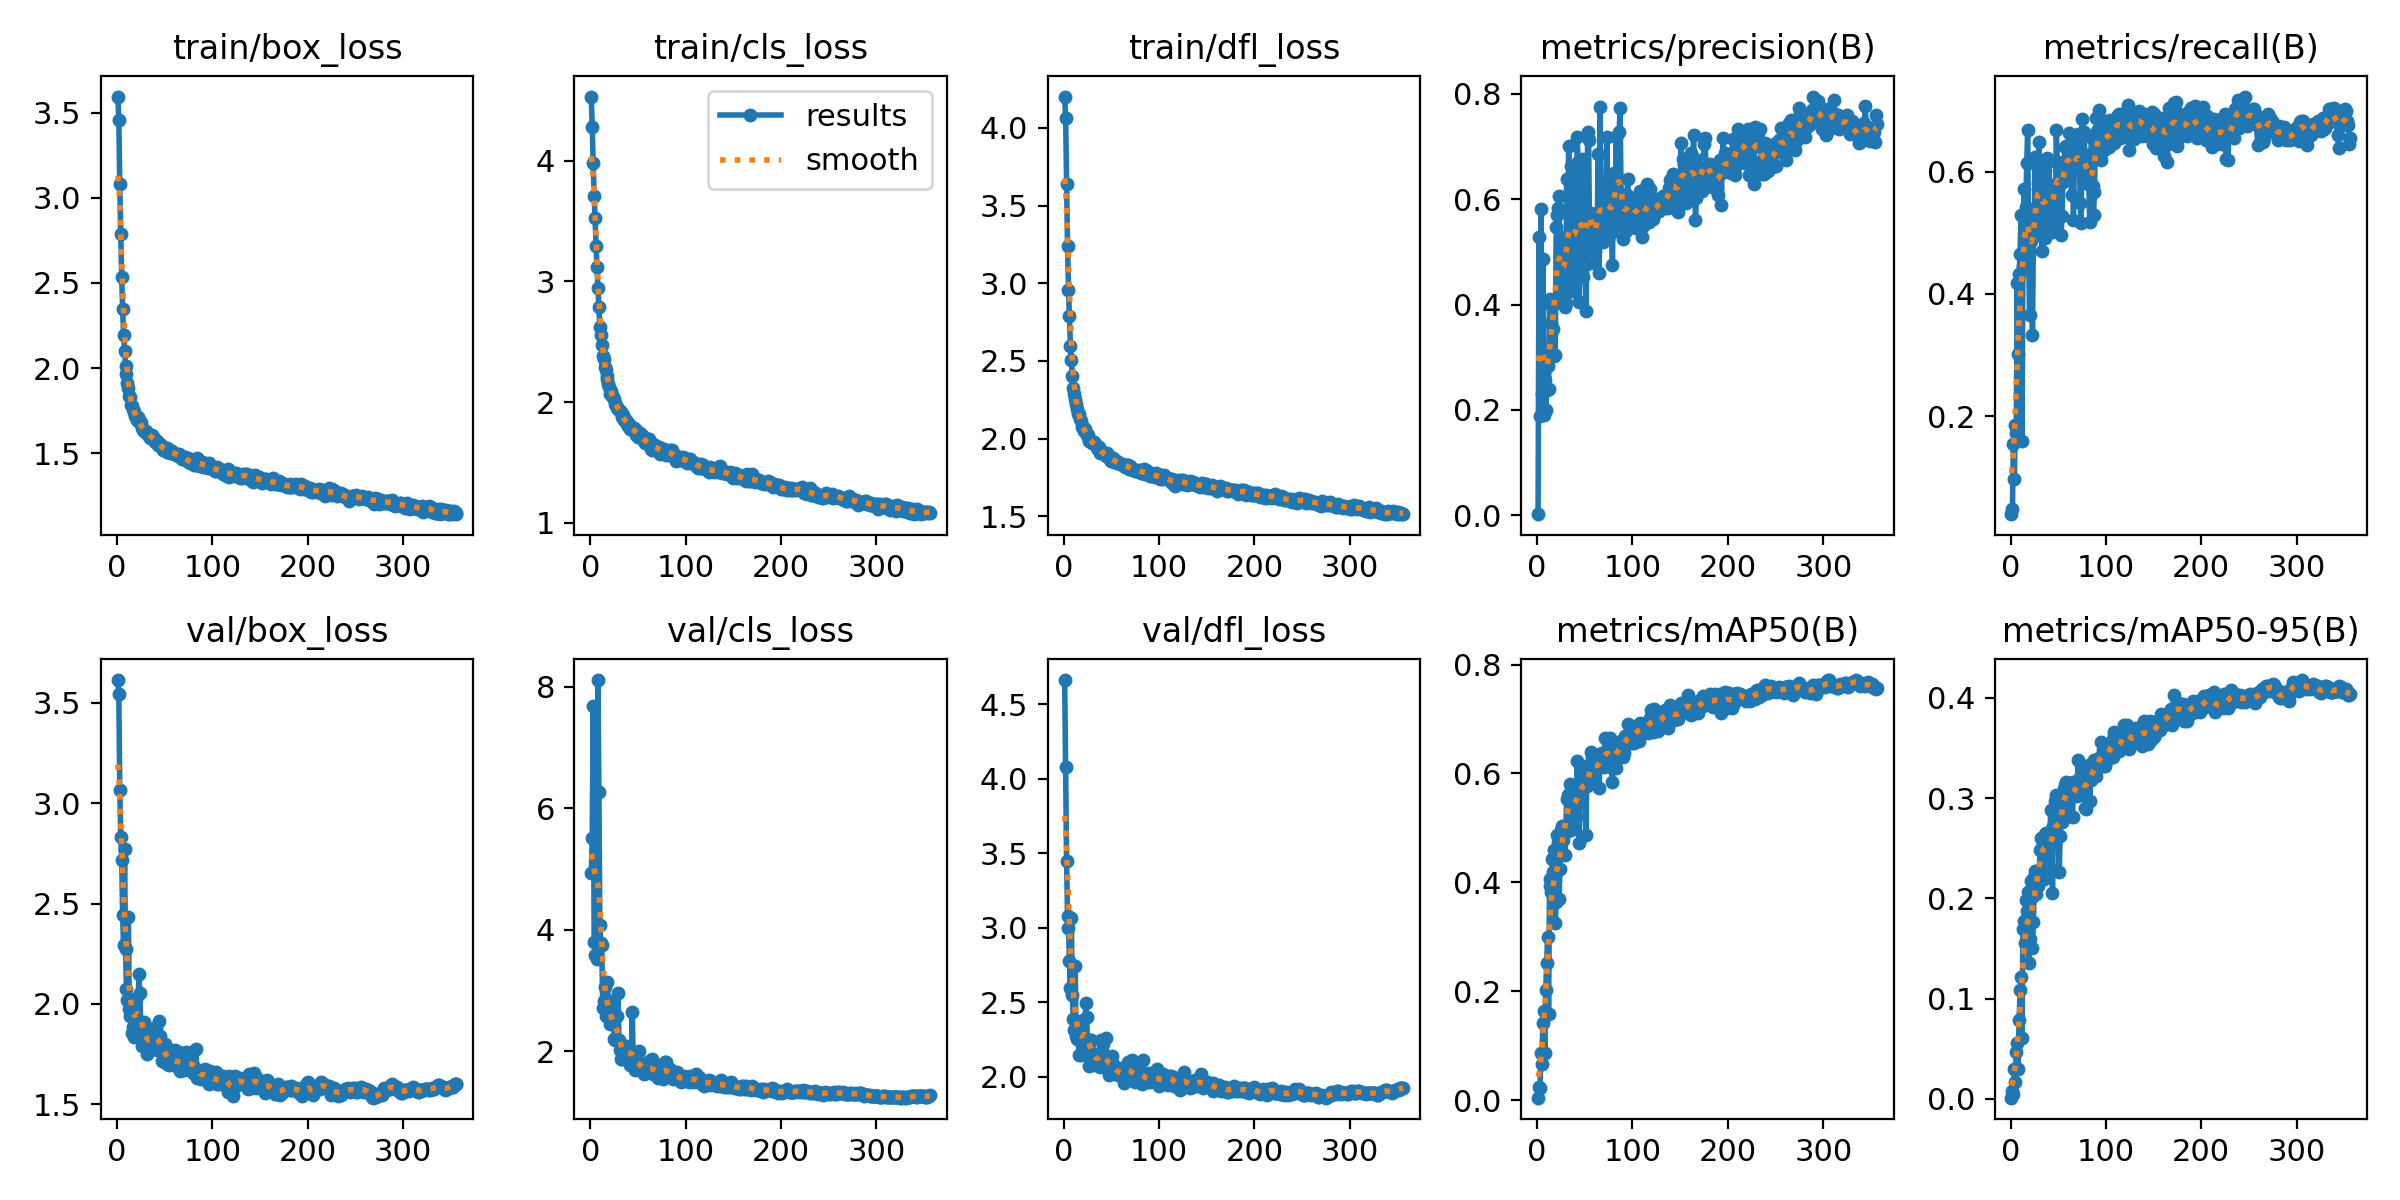 train/box_loss
3.5
3.0
2.5
2.0
1.5
0 100 200 300
train/cls_loss
results
smooth
4
3
2
1
0 100 200 300
train/dfl_loss
4.0
3.5
3.0
2.5
2.0
1.5
0 100 200 300
metrics/precision(B)
0.8
0.6
0.4
0.2
0.0
0 100 200 300
metrics/recall(B)
0.6
0.4
0.2
0 100 200 300
val/box_loss
3.5
3.0
2.5
2.0
1.5
0 100 200 300
val/cls_loss
8
6
4
2
0 100 200 300
val/dfl_loss
4.5
4.0
3.5
3.0
2.5
2.0
0 100 200 300
metrics/mAP50(B)
0.8
0.6
0.4
0.2
0.0
0 100 200 300
metrics/mAP50-95(B)
0.4
0.3
0.2
0.1
0.0
0 100 200 300